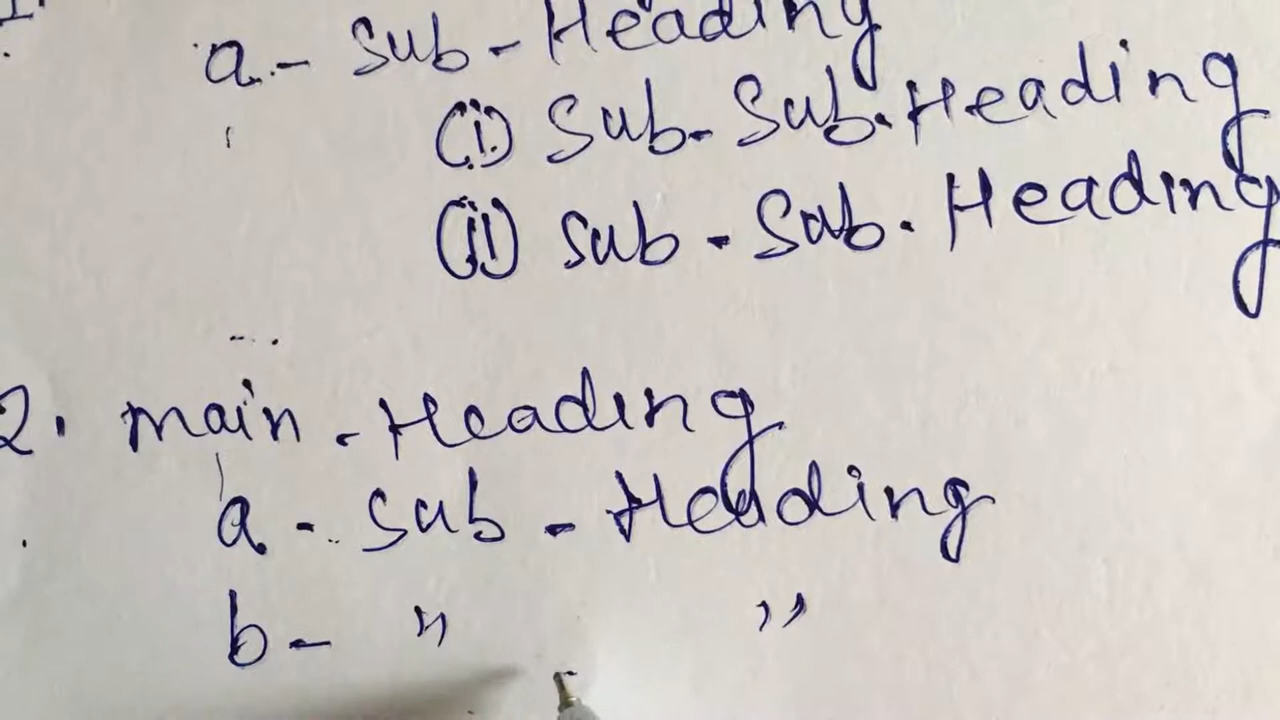 a - Sub - Heading
(i) Sub - Sub - Heading
(ii) Sub - Sub - Heading
2. main - Heading
a - Sub - Heading
b - " "